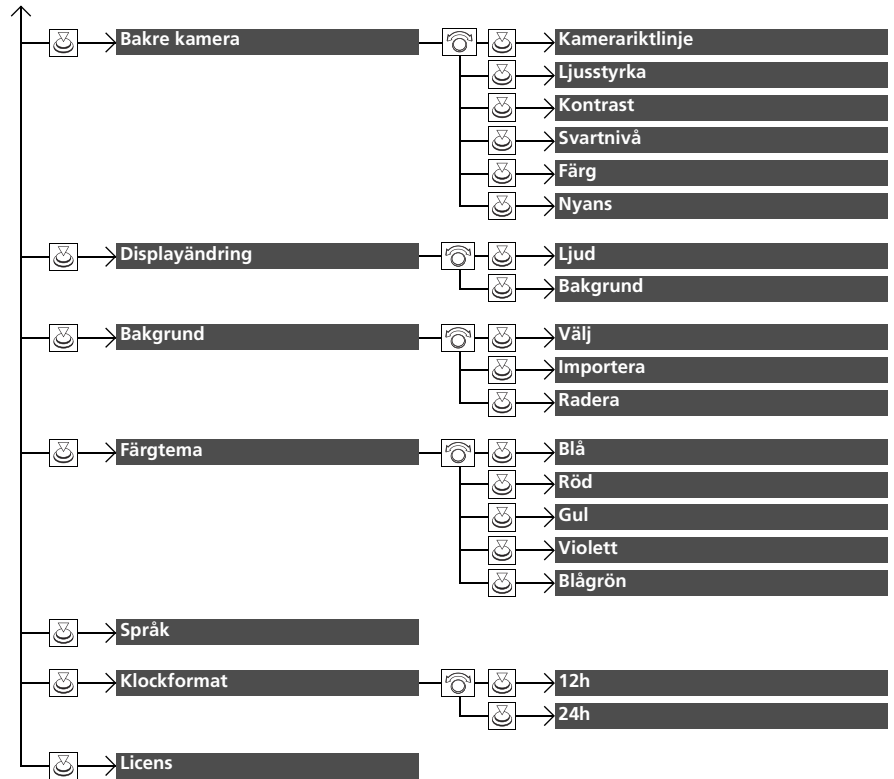 Bakre kamera
Kamerariktlinje
Ljusstyrka
Kontrast
Svartnivå
Färg
Nyans
Displayändring
Ljud
Bakgrund
Bakgrund
Välj
Importera
Radera
Färgtema
Blå
Röd
Gul
Violett
Blågrön
Språk
Klockformat
12h
24h
Licens